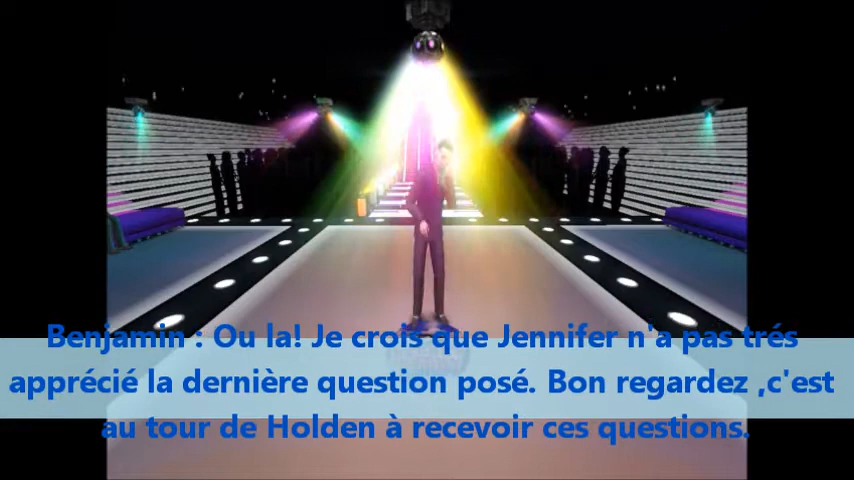 Benjamin : Ou la! Je crois que Jennifer n'a pas trés
apprécié la dernière question posé. Bon regardez ,c'est
au tour de Holden à recevoir ces questions.